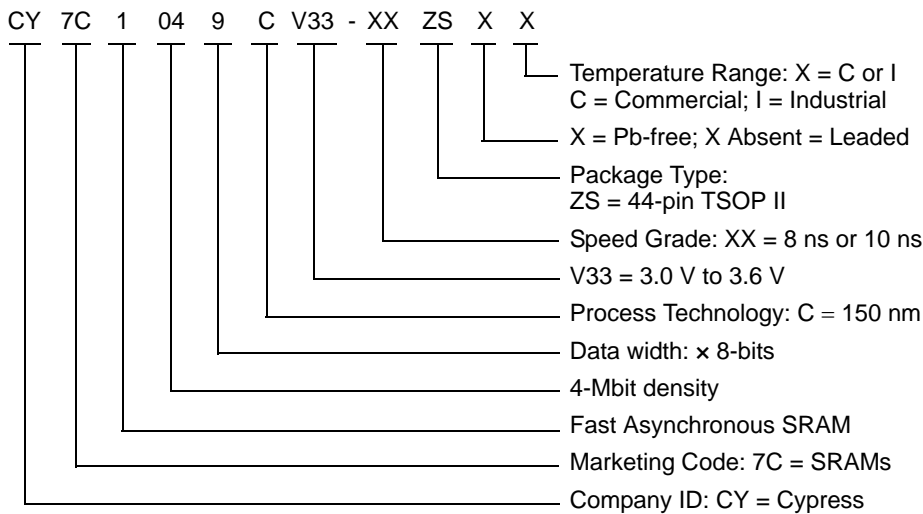 CY 7C 1 04 9 C V33 - XX ZS X X
Temperature Range: X = C or I
C = Commercial; I = Industrial
X = Pb-free; X Absent = Leaded
Package Type:
ZS = 44-pin TSOP II
Speed Grade: XX = 8 ns or 10 ns
V33 = 3.0 V to 3.6 V
Process Technology: C = 150 nm
Data width: × 8-bits
4-Mbit density
Fast Asynchronous SRAM
Marketing Code: 7C = SRAMs
Company ID: CY = Cypress